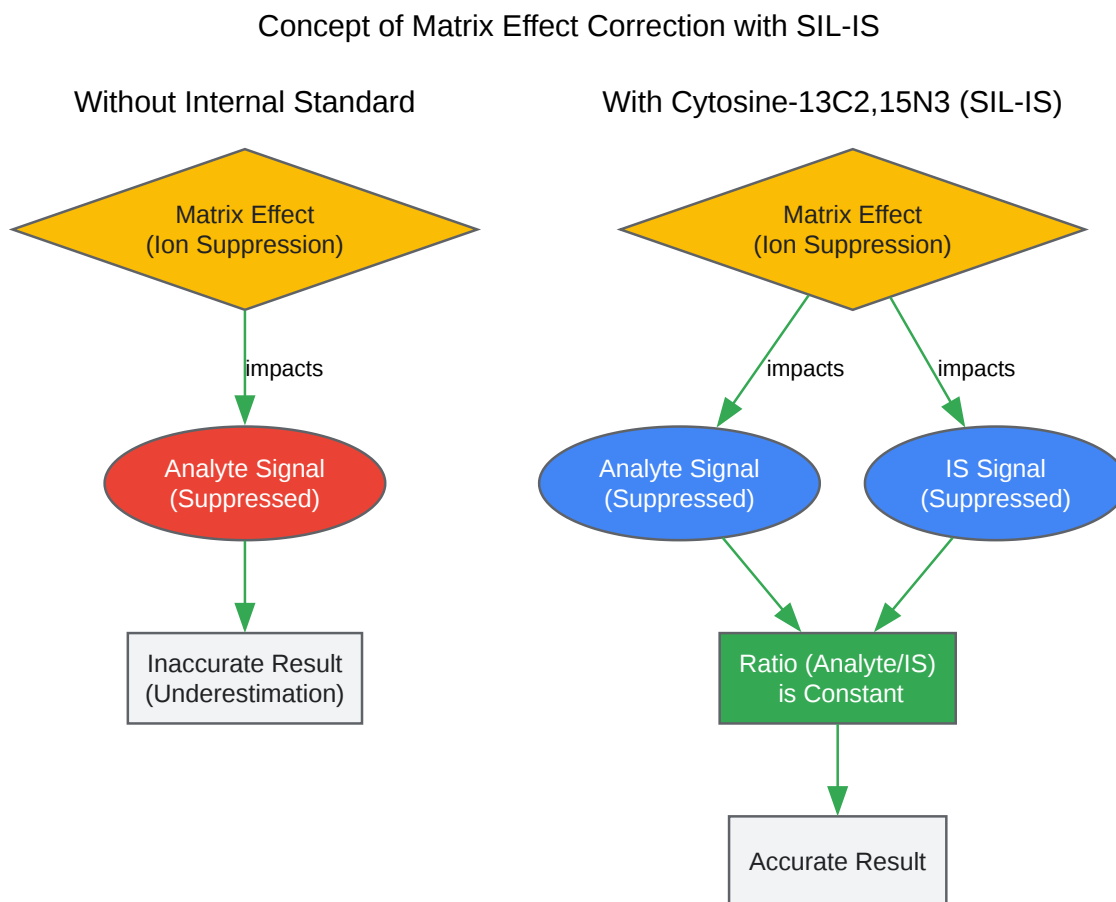 Concept of Matrix Effect Correction with SIL-IS
Without Internal Standard
Matrix Effect
(Ion Suppression)
impacts
Analyte Signal
(Suppressed)
Inaccurate Result
(Underestimation)
With Cytosine-13C2,15N3 (SIL-IS)
Matrix Effect
(Ion Suppression)
impacts
impacts
Analyte Signal
(Suppressed)
IS Signal
(Suppressed)
Ratio (Analyte/IS)
is Constant
Accurate Result